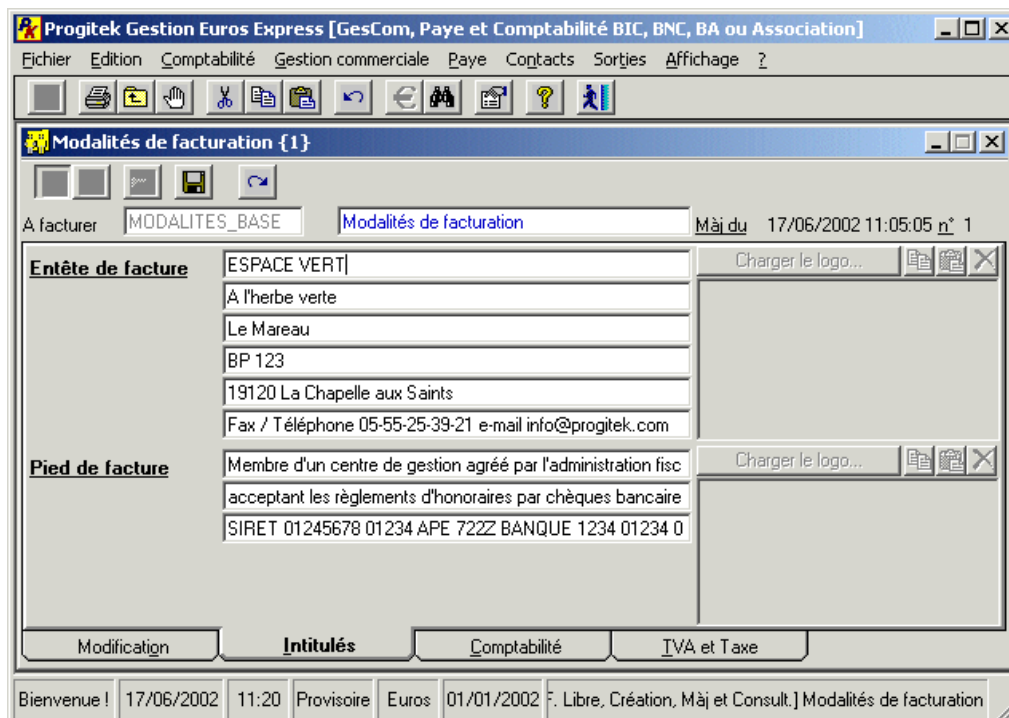 Progitek Gestion Euros Express [GesCom, Paye et Comptabilité BIC, BNC, BA ou Association]
Fichier Edition Comptabilité Gestion commerciale Paye Contacts Sorties Affichage ?
Modalités de facturation {1}
A facturer MODALITES_BASE Modalités de facturation Màj du 17/06/2002 11:05:05 n° 1
Entête de facture ESPACE VERT Charger le logo...
A l'herbe verte
Le Mareau
BP 123
19120 La Chapelle aux Saints
Fax / Téléphone 05-55-25-39-21 e-mail info@progitek.com
Pied de facture Membre d'un centre de gestion agréé par l'administration fisc Charger le logo...
acceptant les règlements d'honoraires par chèques bancaire
SIRET 01245678 01234 APE 722Z BANQUE 1234 01234 0
Modification Intitulés Comptabilité TVA et Taxe
Bienvenue ! 17/06/2002 11:20 Provisoire Euros 01/01/2002 F. Libre, Création, Màj et Consult.] Modalités de facturation